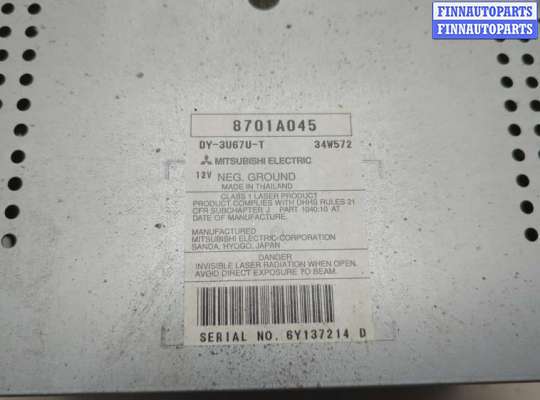 FINNAUTOPARTS
FINNAUTOPARTS
8701A045
DY-3U67U-T 34W572
MITSUBISHI ELECTRIC
12V NEG. GROUND
MADE IN THAILAND
CLASS 1 LASER PRODUCT
PRODUCT COMPLIES WITH DHHS RULES 21
CFR SUBCHAPTER J PART 1040:10 AT
DATE OF MANUFACTURE.
MANUFACTURED
MITSUBISHI ELECTRIC CORPORATION
SANDA, HYOGO, JAPAN
DANGER
INVISIBLE LASER RADIATION WHEN OPEN.
AVOID DIRECT EXPOSURE TO BEAM.
SERIAL NO. 6Y137214 D